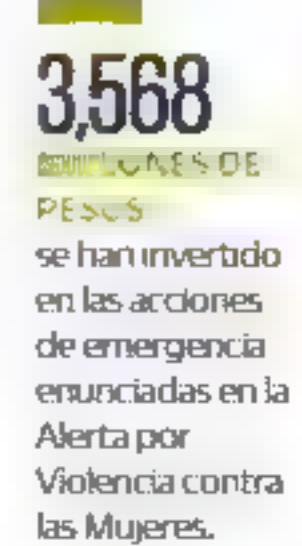 3,568
MILLONES DE
PESOS
se han invertido
en las acciones
de emergencia
enunciadas en la
Alerta por
Violencia contra
las Mujeres.